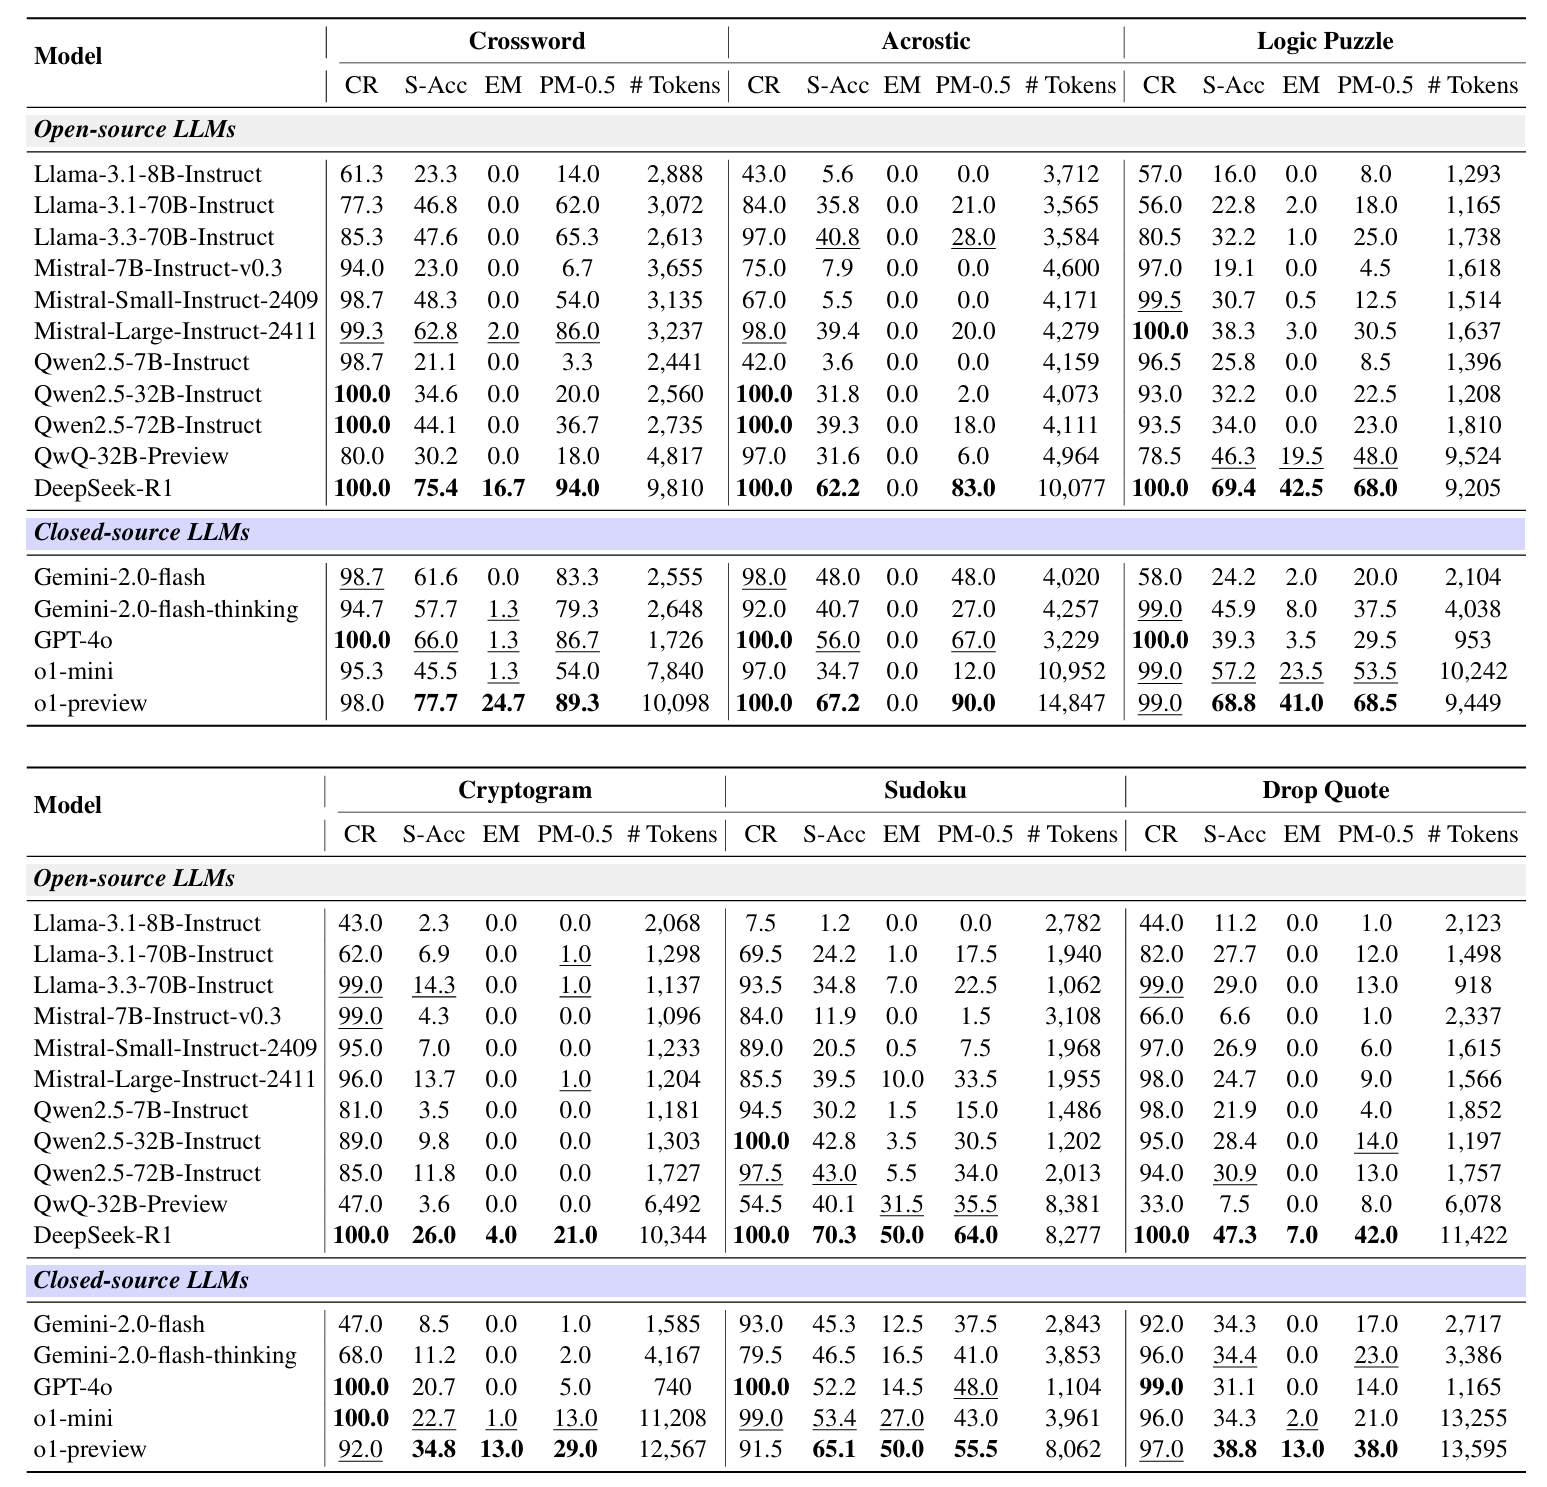 Model Crossword Acrostic Logic Puzzle
CR S-Acc EM PM-0.5 # Tokens CR S-Acc EM PM-0.5 # Tokens CR S-Acc EM PM-0.5 # Tokens
Open-source LLMs
Llama-3.1-8B-Instruct 61.3 23.3 0.0 14.0 2,888 43.0 5.6 0.0 0.0 3,712 57.0 16.0 0.0 8.0 1,293
Llama-3.1-70B-Instruct 77.3 46.8 0.0 62.0 3,072 84.0 35.8 0.0 21.0 3,565 56.0 22.8 2.0 18.0 1,165
Llama-3.3-70B-Instruct 85.3 47.6 0.0 65.3 2,613 97.0 40.8 0.0 28.0 3,584 80.5 32.2 1.0 25.0 1,738
Mistral-7B-Instruct-v0.3 94.0 23.0 0.0 6.7 3,655 75.0 7.9 0.0 0.0 4,600 97.0 19.1 0.0 4.5 1,618
Mistral-Small-Instruct-2409 98.7 48.3 0.0 54.0 3,135 67.0 5.5 0.0 0.0 4,171 99.5 30.7 0.5 12.5 1,514
Mistral-Large-Instruct-2411 99.3 62.8 2.0 86.0 3,237 98.0 39.4 0.0 20.0 4,279 100.0 38.3 3.0 30.5 1,637
Qwen2.5-7B-Instruct 98.7 21.1 0.0 3.3 2,441 42.0 3.6 0.0 0.0 4,159 96.5 25.8 0.0 8.5 1,396
Qwen2.5-32B-Instruct 100.0 34.6 0.0 20.0 2,560 100.0 31.8 0.0 2.0 4,073 93.0 32.2 0.0 22.5 1,208
Qwen2.5-72B-Instruct 100.0 44.1 0.0 36.7 2,735 100.0 39.3 0.0 18.0 4,111 93.5 34.0 0.0 23.0 1,810
QwQ-32B-Preview 80.0 30.2 0.0 18.0 4,817 97.0 31.6 0.0 6.0 4,964 78.5 46.3 19.5 48.0 9,524
DeepSeek-R1 100.0 75.4 16.7 94.0 9,810 100.0 62.2 0.0 83.0 10,077 100.0 69.4 42.5 68.0 9,205
Closed-source LLMs
Gemini-2.0-flash 98.7 61.6 0.0 83.3 2,555 98.0 48.0 0.0 48.0 4,020 58.0 24.2 2.0 20.0 2,104
Gemini-2.0-flash-thinking 94.7 57.7 1.3 79.3 2,648 92.0 40.7 0.0 27.0 4,257 99.0 45.9 8.0 37.5 4,038
GPT-4o 100.0 66.0 1.3 86.7 1,726 100.0 56.0 0.0 67.0 3,229 100.0 39.3 3.5 29.5 953
o1-mini 95.3 45.5 1.3 54.0 7,840 97.0 34.7 0.0 12.0 10,952 99.0 57.2 23.5 53.5 10,242
o1-preview 98.0 77.7 24.7 89.3 10,098 100.0 67.2 0.0 90.0 14,847 99.0 68.8 41.0 68.5 9,449
Model Cryptogram Sudoku Drop Quote
CR S-Acc EM PM-0.5 # Tokens CR S-Acc EM PM-0.5 # Tokens CR S-Acc EM PM-0.5 # Tokens
Open-source LLMs
Llama-3.1-8B-Instruct 43.0 2.3 0.0 0.0 2,068 7.5 1.2 0.0 0.0 2,782 44.0 11.2 0.0 1.0 2,123
Llama-3.1-70B-Instruct 62.0 6.9 0.0 1.0 1,298 69.5 24.2 1.0 17.5 1,940 82.0 27.7 0.0 12.0 1,498
Llama-3.3-70B-Instruct 99.0 14.3 0.0 1.0 1,137 93.5 34.8 7.0 22.5 1,062 99.0 29.0 0.0 13.0 918
Mistral-7B-Instruct-v0.3 99.0 4.3 0.0 0.0 1,096 84.0 11.9 0.0 1.5 3,108 66.0 6.6 0.0 1.0 2,337
Mistral-Small-Instruct-2409 95.0 7.0 0.0 0.0 1,233 89.0 20.5 0.5 7.5 1,968 97.0 26.9 0.0 6.0 1,615
Mistral-Large-Instruct-2411 96.0 13.7 0.0 1.0 1,204 85.5 39.5 10.0 33.5 1,955 98.0 24.7 0.0 9.0 1,566
Qwen2.5-7B-Instruct 81.0 3.5 0.0 0.0 1,181 94.5 30.2 1.5 15.0 1,486 98.0 21.9 0.0 4.0 1,852
Qwen2.5-32B-Instruct 89.0 9.8 0.0 0.0 1,303 100.0 42.8 3.5 30.5 1,202 95.0 28.4 0.0 14.0 1,197
Qwen2.5-72B-Instruct 85.0 11.8 0.0 0.0 1,727 97.5 43.0 5.5 34.0 2,013 94.0 30.9 0.0 13.0 1,757
QwQ-32B-Preview 47.0 3.6 0.0 0.0 6,492 54.5 40.1 31.5 35.5 8,381 33.0 7.5 0.0 8.0 6,078
DeepSeek-R1 100.0 26.0 4.0 21.0 10,344 100.0 70.3 50.0 64.0 8,277 100.0 47.3 7.0 42.0 11,422
Closed-source LLMs
Gemini-2.0-flash 47.0 8.5 0.0 1.0 1,585 93.0 45.3 12.5 37.5 2,843 92.0 34.3 0.0 17.0 2,717
Gemini-2.0-flash-thinking 68.0 11.2 0.0 2.0 4,167 79.5 46.5 16.5 41.0 3,853 96.0 34.4 0.0 23.0 3,386
GPT-4o 100.0 20.7 0.0 5.0 740 100.0 52.2 14.5 48.0 1,104 99.0 31.1 0.0 14.0 1,165
o1-mini 100.0 22.7 1.0 13.0 11,208 99.0 53.4 27.0 43.0 3,961 96.0 34.3 2.0 21.0 13,255
o1-preview 92.0 34.8 13.0 29.0 12,567 91.5 65.1 50.0 55.5 8,062 97.0 38.8 13.0 38.0 13,595